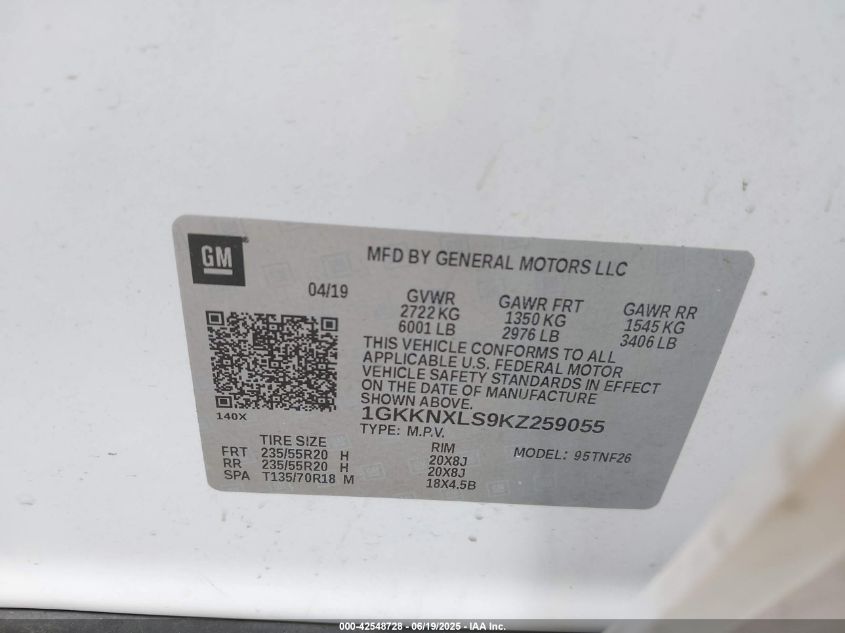 GM
MFD BY GENERAL MOTORS LLC
04/19
GVWR
2722 KG
6001 LB
GAWR FRT
1350 KG
2976 LB
GAWR RR
1545 KG
3406 LB
THIS VEHICLE CONFORMS TO ALL
APPLICABLE U.S. FEDERAL MOTOR
VEHICLE SAFETY STANDARDS IN EFFECT
ON THE DATE OF MANUFACTURE
SHOWN ABOVE.
140X
1GKKNXLS9KZ259055
TYPE: M.P.V.
MODEL: 95TNF26
TIRE SIZE RIM
FRT 235/55R20 H 20X8J
RR 235/55R20 H 20X8J
SPA T135/70R18 M 18X4.5B
000-42548728 - 06/19/2025 - IAA Inc.